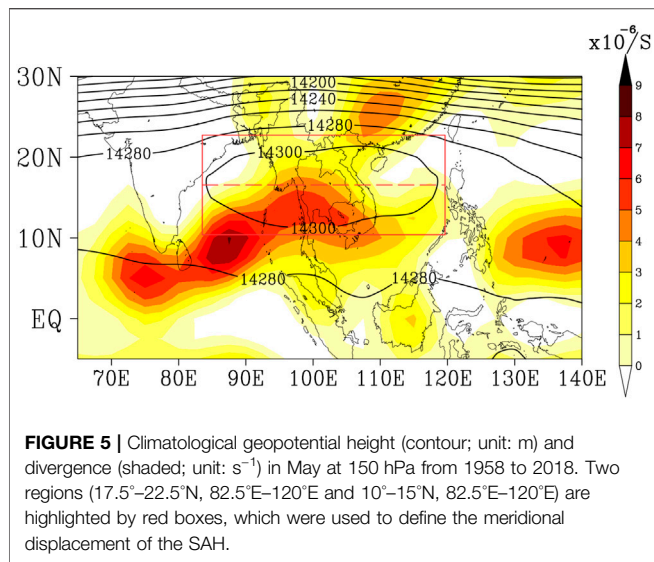 x10⁻⁶/S
30N
20N
10N
EQ
14200
14240
14280
14280
14300
14300
14280
14280
70E 80E 90E 100E 110E 120E 130E 140E
9
8
7
6
5
4
3
2
1
0
FIGURE 5 | Climatological geopotential height (contour; unit: m) and
divergence (shaded; unit: s⁻¹) in May at 150 hPa from 1958 to 2018. Two
regions (17.5°–22.5°N, 82.5°E–120°E and 10°–15°N, 82.5°E–120°E) are
highlighted by red boxes, which were used to define the meridional
displacement of the SAH.